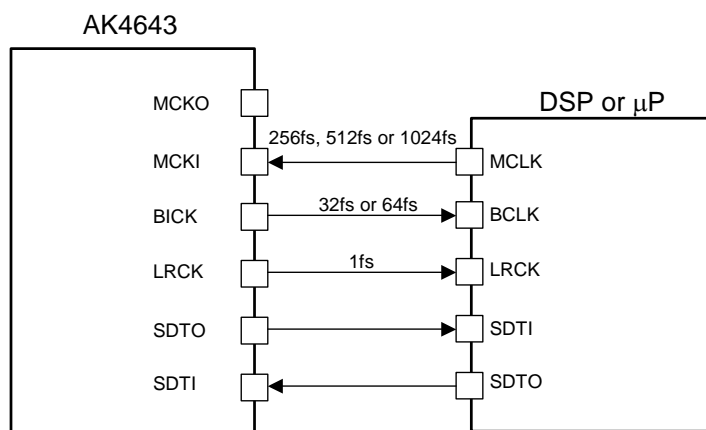 AK4643
DSP or μP
MCKO
256fs, 512fs or 1024fs
MCKI
MCLK
32fs or 64fs
BICK
BCLK
1fs
LRCK
LRCK
SDTO
SDTI
SDTI
SDTO